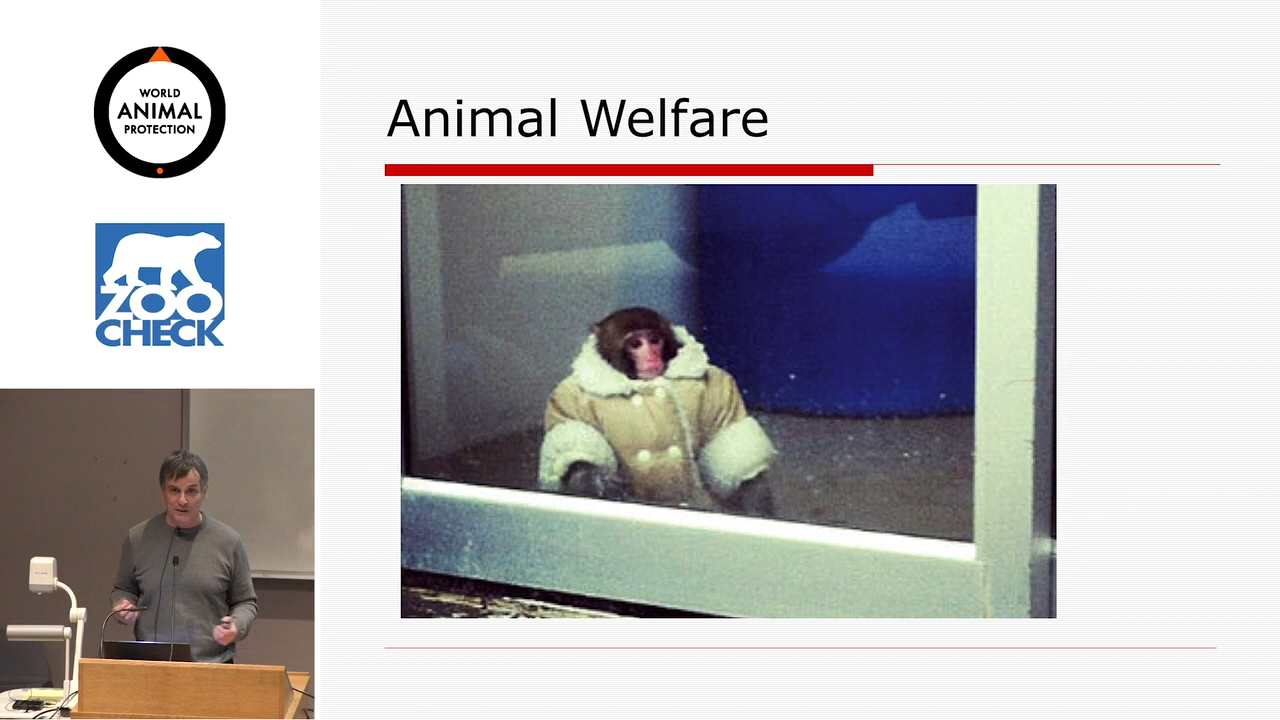 WORLD
ANIMAL
PROTECTION
ZOO
CHECK
Animal Welfare